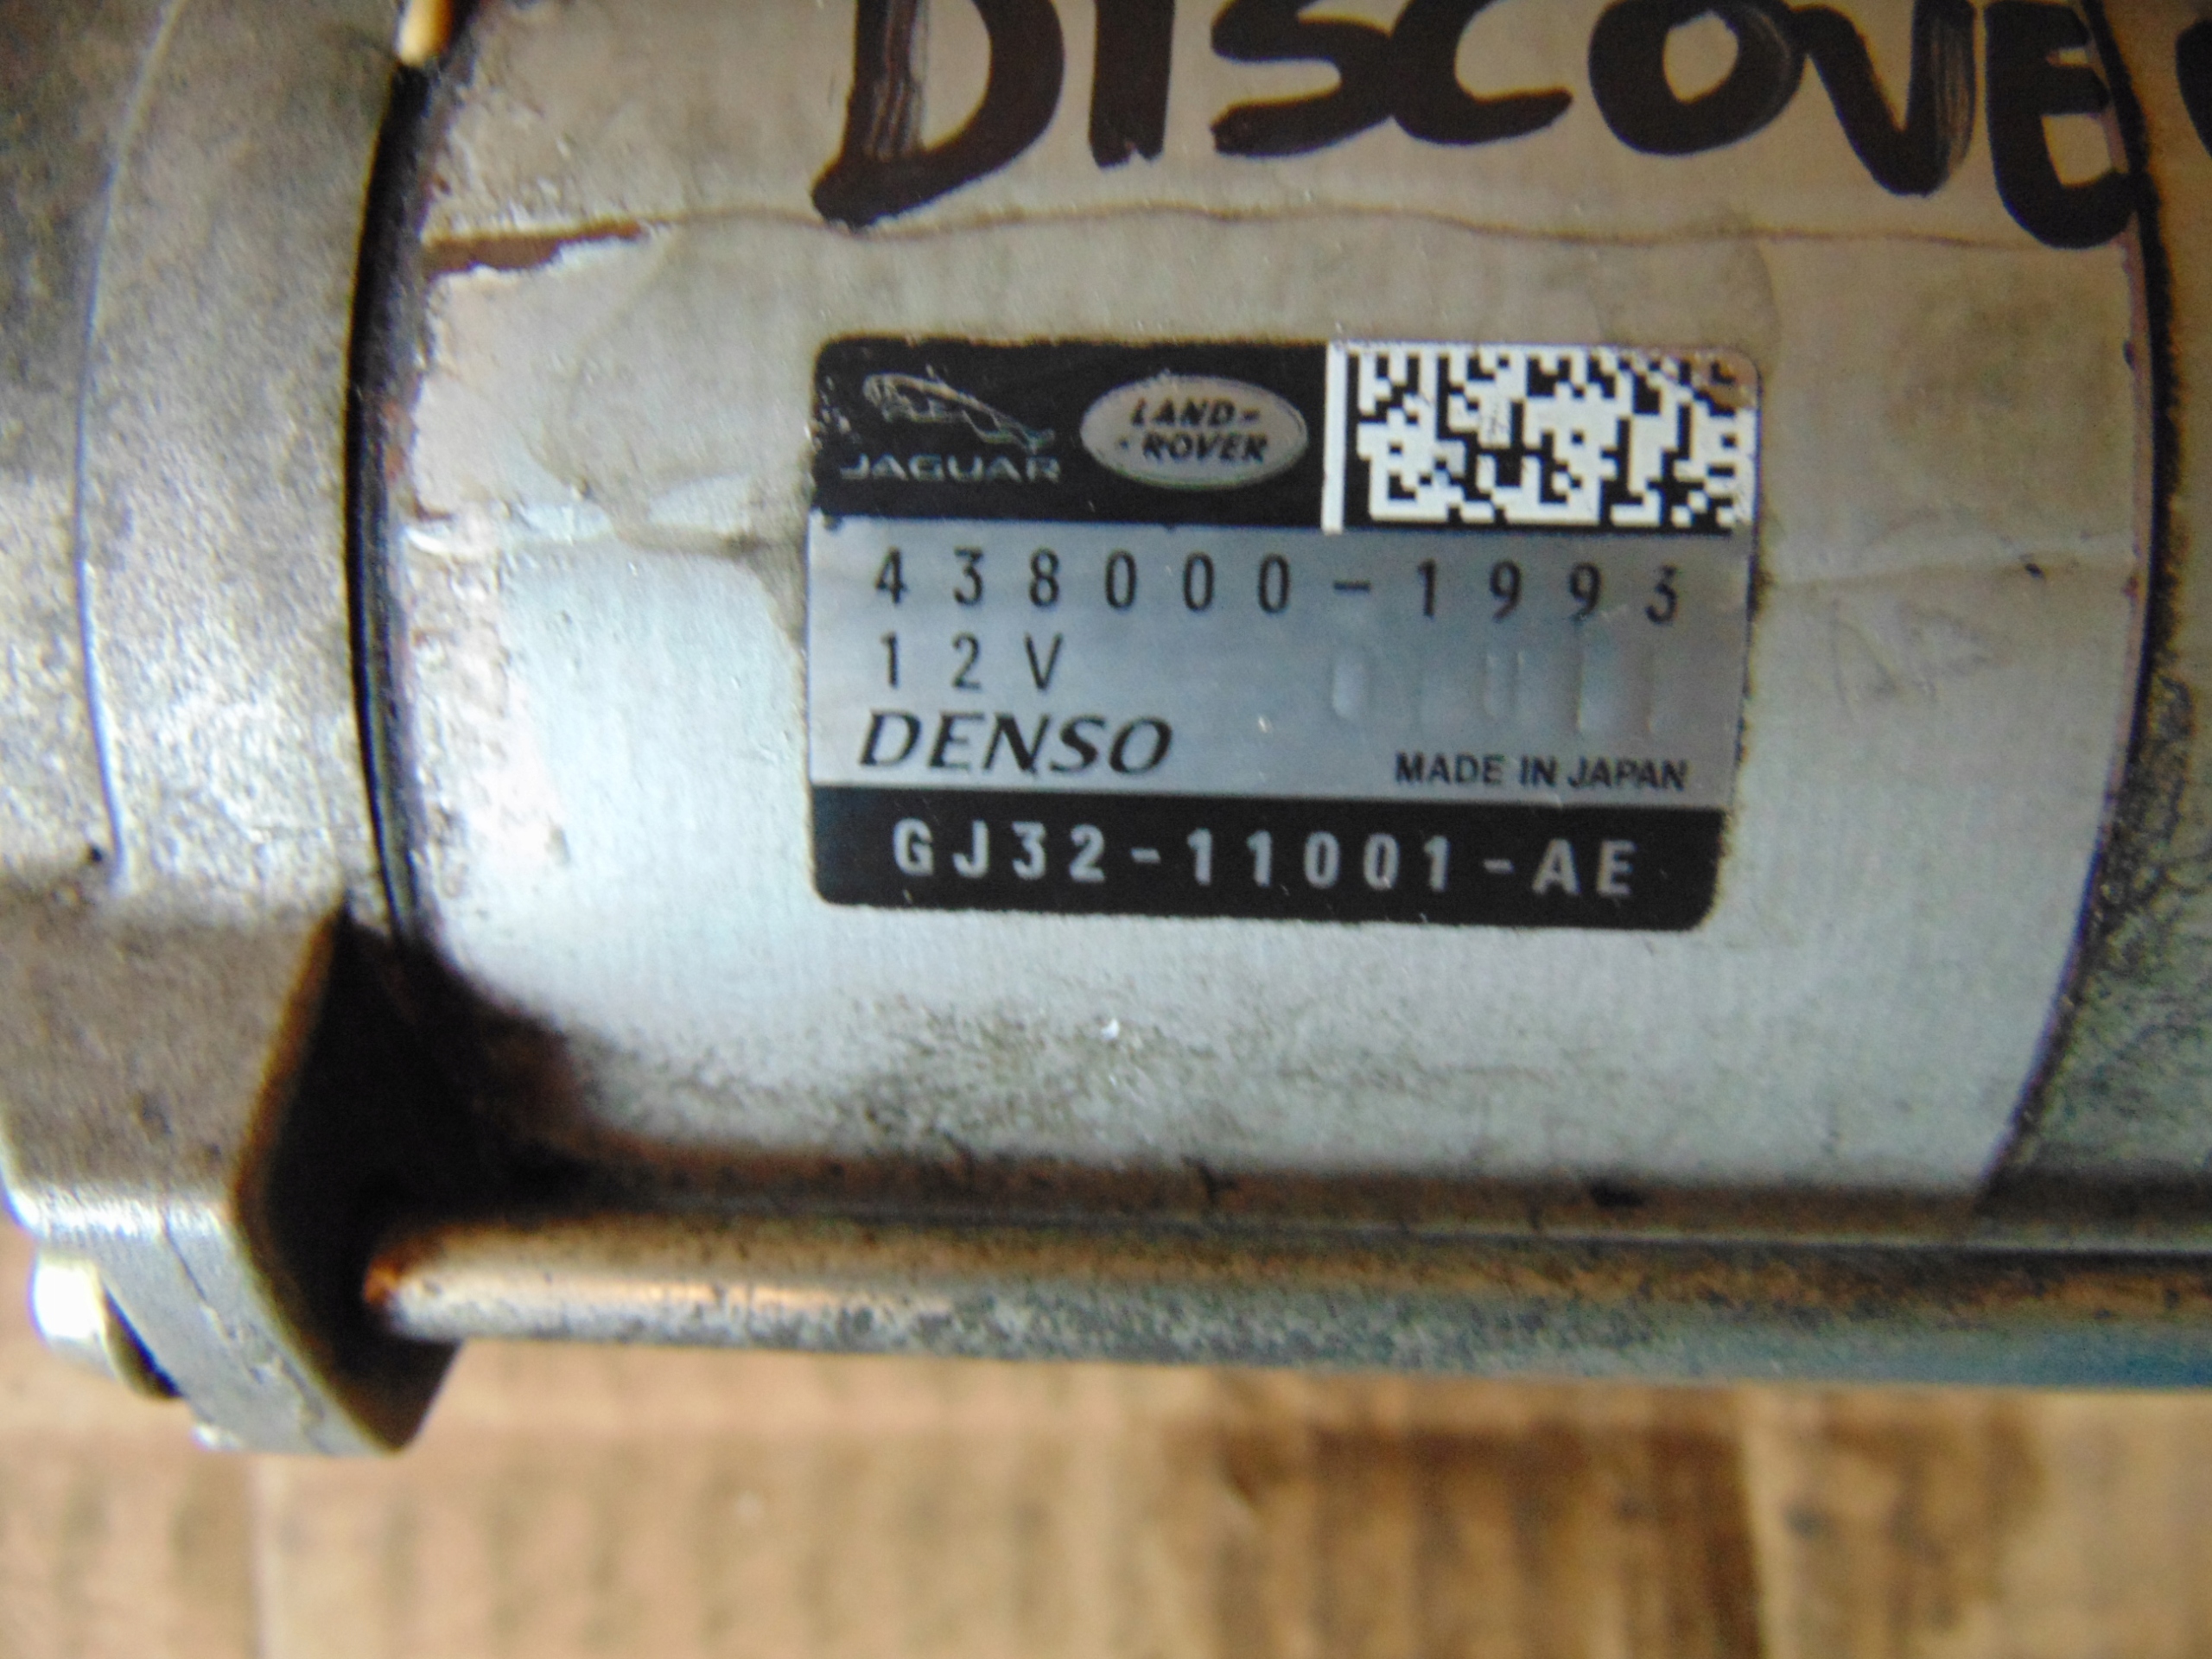 DISCOVE
JAGUAR
LAND-
-ROVER
438000-1993
12V
DENSO
MADE IN JAPAN
GJ32-11001-AE